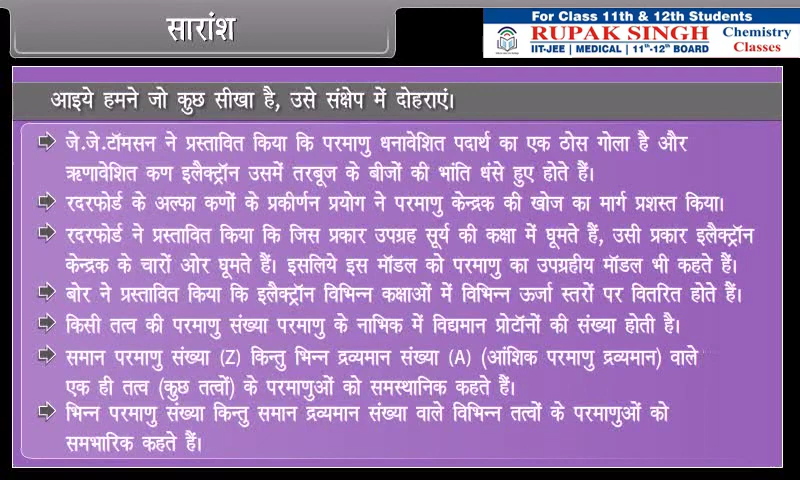 सारांश
For Class 11th & 12th Students
RUPAK SINGH
IIT-JEE | MEDICAL | 11th-12th BOARD
Chemistry
Classes
आइये हमने जो कुछ सीखा है, उसे संक्षेप में दोहराएं।
जे.जे.टॉमसन ने प्रस्तावित किया कि परमाणु धनावेशित पदार्थ का एक ठोस गोला है और
ऋणावेशित कण इलैक्ट्रॉन उसमें तरबूज के बीजों की भांति धंसे हुए होते हैं।
रदरफोर्ड के अल्फा कणों के प्रकीर्णन प्रयोग ने परमाणु केन्द्रक की खोज का मार्ग प्रशस्त किया।
रदरफोर्ड ने प्रस्तावित किया कि जिस प्रकार उपग्रह सूर्य की कक्षा में घूमते हैं, उसी प्रकार इलैक्ट्रॉन
केन्द्रक के चारों ओर घूमते हैं। इसलिये इस मॉडल को परमाणु का उपग्रहीय मॉडल भी कहते हैं।
बोर ने प्रस्तावित किया कि इलैक्ट्रॉन विभिन्न कक्षाओं में विभिन्न ऊर्जा स्तरों पर वितरित होते हैं।
किसी तत्व की परमाणु संख्या परमाणु के नाभिक में विद्यमान प्रोटॉनों की संख्या होती है।
समान परमाणु संख्या (Z) किन्तु भिन्न द्रव्यमान संख्या (A) (आंशिक परमाणु द्रव्यमान) वाले
एक ही तत्व (कुछ तत्वों) के परमाणुओं को समस्थानिक कहते हैं।
भिन्न परमाणु संख्या किन्तु समान द्रव्यमान संख्या वाले विभिन्न तत्वों के परमाणुओं को
समभारिक कहते हैं।